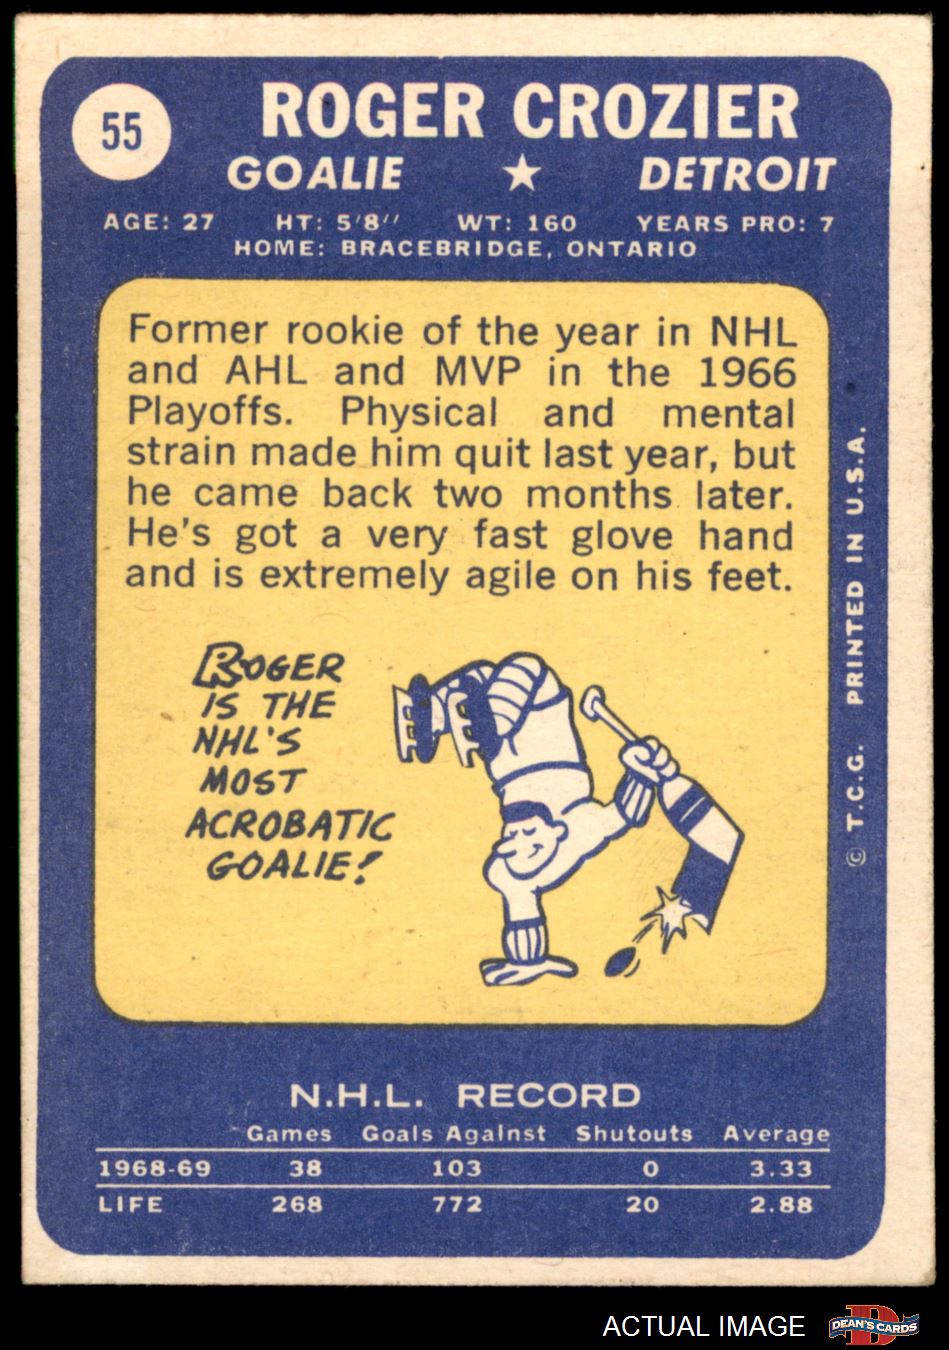 55
ROGER CROZIER
GOALIE ★ DETROIT
AGE: 27 HT: 5'8'' WT: 160 YEARS PRO: 7
HOME: BRACEBRIDGE, ONTARIO
Former rookie of the year in NHL
and AHL and MVP in the 1966
Playoffs. Physical and mental
strain made him quit last year, but
he came back two months later.
He's got a very fast glove hand
and is extremely agile on his feet.
ROGER
IS THE
NHL'S
MOST
ACROBATIC
GOALIE!
© T.C.G. PRINTED IN U.S.A.
N.H.L. RECORD
Games Goals Against Shutouts Average
1968-69 38 103 0 3.33
LIFE 268 772 20 2.88
ACTUAL IMAGE
D
DEAN'S CARDS